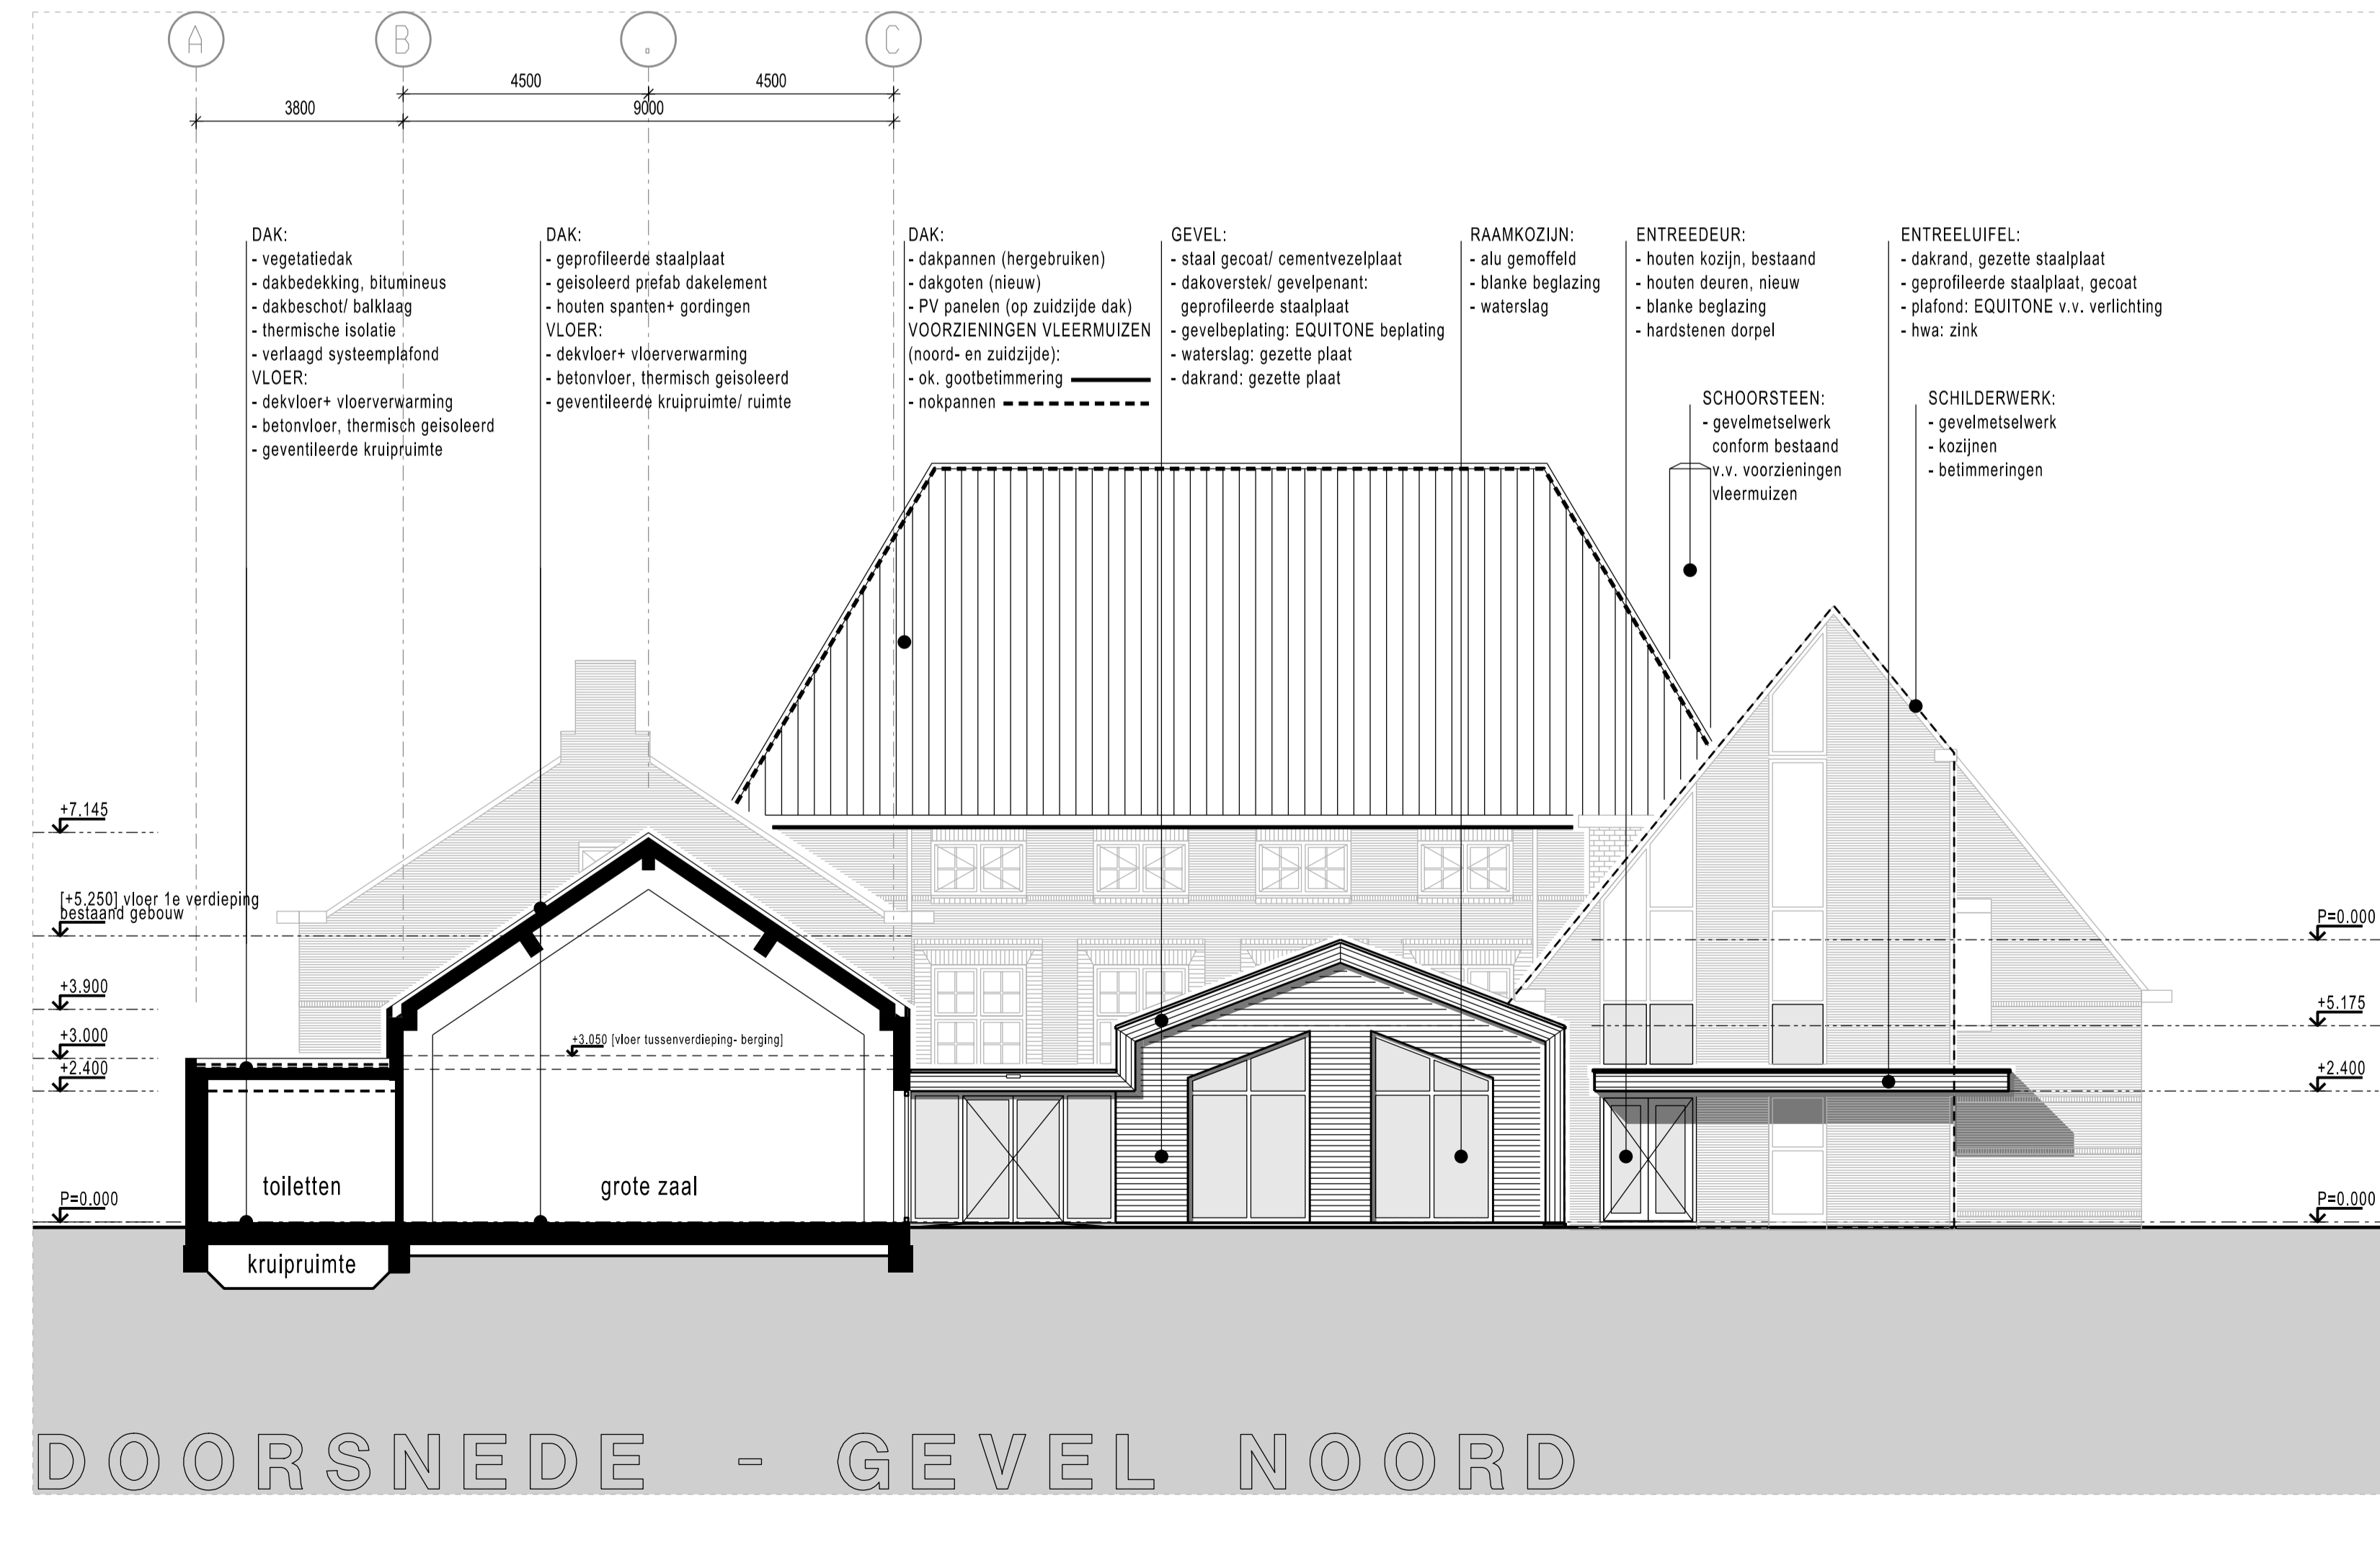 A B . C
4500 4500
3800 9000
DAK:
- vegetatiedak
- dakbedekking, bitumineus
- dakbeschot/ balklaag
- thermische isolatie
- verlaagd systeemplafond
VLOER:
- dekvloer+ vloerverwarming
- betonvloer, thermisch geisoleerd
- geventileerde kruipruimte
DAK:
- geprofileerde staalplaat
- geisoleerd prefab dakelement
- houten spanten+ gordingen
VLOER:
- dekvloer+ vloerverwarming
- betonvloer, thermisch geisoleerd
- geventileerde kruipruimte/ ruimte
DAK:
- dakpannen (hergebruiken)
- dakgoten (nieuw)
- PV panelen (op zuidzijde dak)
VOORZIENINGEN VLEERMUIZEN
(noord- en zuidzijde):
- ok. gootbetimmering
- nokpannen
GEVEL:
- staal gecoat/ cementvezelplaat
- dakoverstek/ gevelpenant:
geprofileerde staalplaat
- gevelbeplating: EQUITONE beplating
- waterslag: gezette plaat
- dakrand: gezette plaat
RAAMKOZIJN:
- alu gemoffeld
- blanke beglazing
- waterslag
ENTREEDEUR:
- houten kozijn, bestaand
- houten deuren, nieuw
- blanke beglazing
- hardstenen dorpel
ENTREELUIFEL:
- dakrand, gezette staalplaat
- geprofileerde staalplaat, gecoat
- plafond: EQUITONE v.v. verlichting
- hwa: zink
SCHOORSTEEN:
- gevelmetselwerk
conform bestaand
v.v. voorzieningen
vleermuizen
SCHILDERWERK:
- gevelmetselwerk
- kozijnen
- betimmeringen
+7.145
[+5.250] vloer 1e verdieping
bestaand gebouw
+3.900
+3.000
+2.400
P=0.000
+3.050 [vloer tussenverdieping- berging]
toiletten
grote zaal
kruipruimte
P=0.000
+5.175
+2.400
P=0.000
DOORSNEDE - GEVEL NOORD